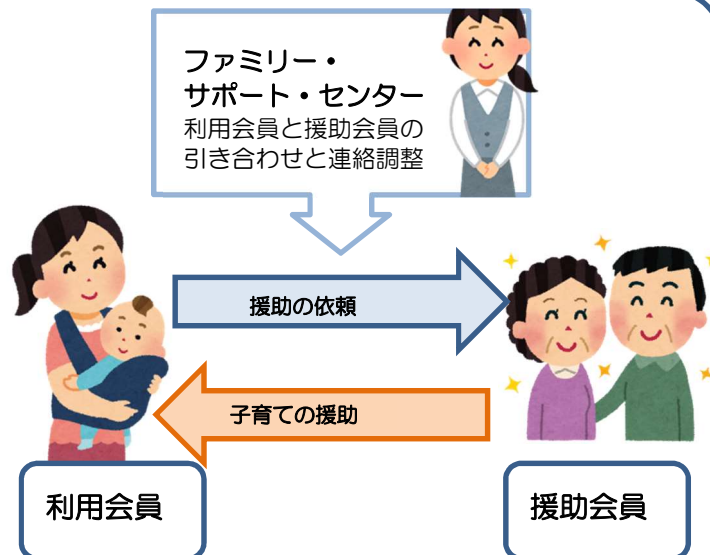 ファミリー・
サポート・センター
利用会員と援助会員の
引き合わせと連絡調整
援助の依頼
子育ての援助
利用会員
援助会員